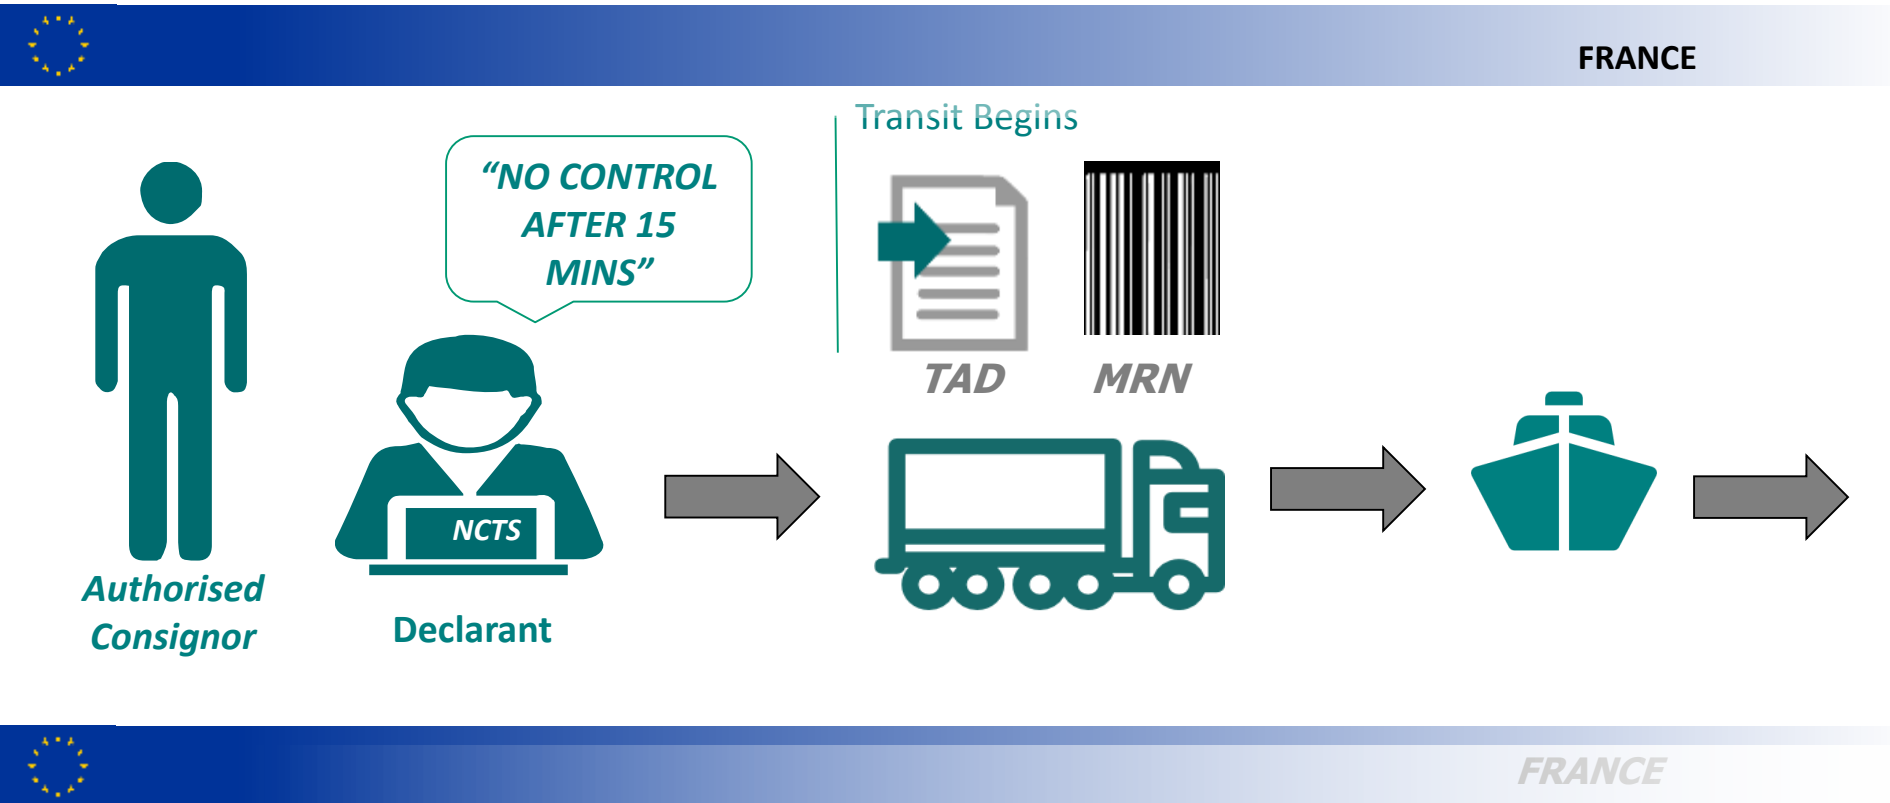 FRANCE
Transit Begins
“NO CONTROL
AFTER 15
MINS”
TAD
MRN
NCTS
Authorised
Consignor
Declarant
FRANCE